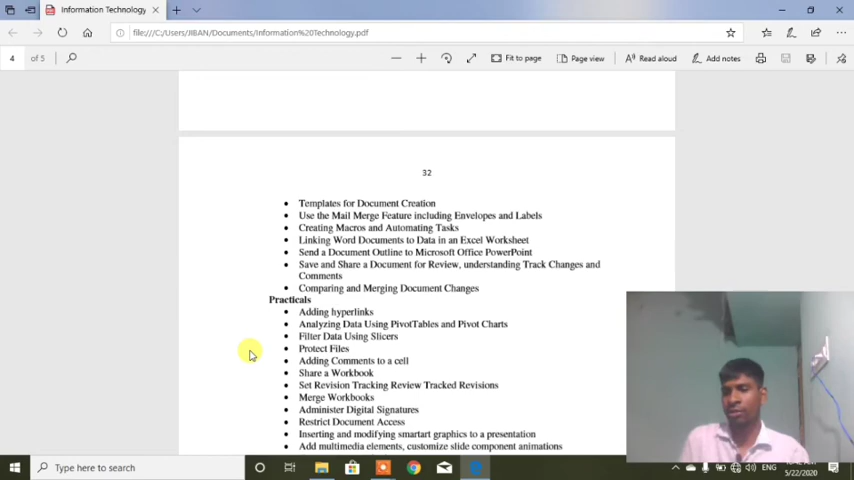 Information Technology
file:///C:/Users/JIBAN/Documents/Information%20Technology.pdf
4 of 5
Fit to page
Page view
Read aloud
Add notes
32
• Templates for Document Creation
• Use the Mail Merge Feature including Envelopes and Labels
• Creating Macros and Automating Tasks
• Linking Word Documents to Data in an Excel Worksheet
• Send a Document Outline to Microsoft Office PowerPoint
• Save and Share a Document for Review, understanding Track Changes and
Comments
• Comparing and Merging Document Changes
Practicals
• Adding hyperlinks
• Analyzing Data Using PivotTables and Pivot Charts
• Filter Data Using Slicers
• Protect Files
• Adding Comments to a cell
• Share a Workbook
• Set Revision Tracking Review Tracked Revisions
• Merge Workbooks
• Administer Digital Signatures
• Restrict Document Access
• Inserting and modifying smartart graphics to a presentation
• Add multimedia elements, customize slide component animations
Type here to search
ENG
5/22/2020